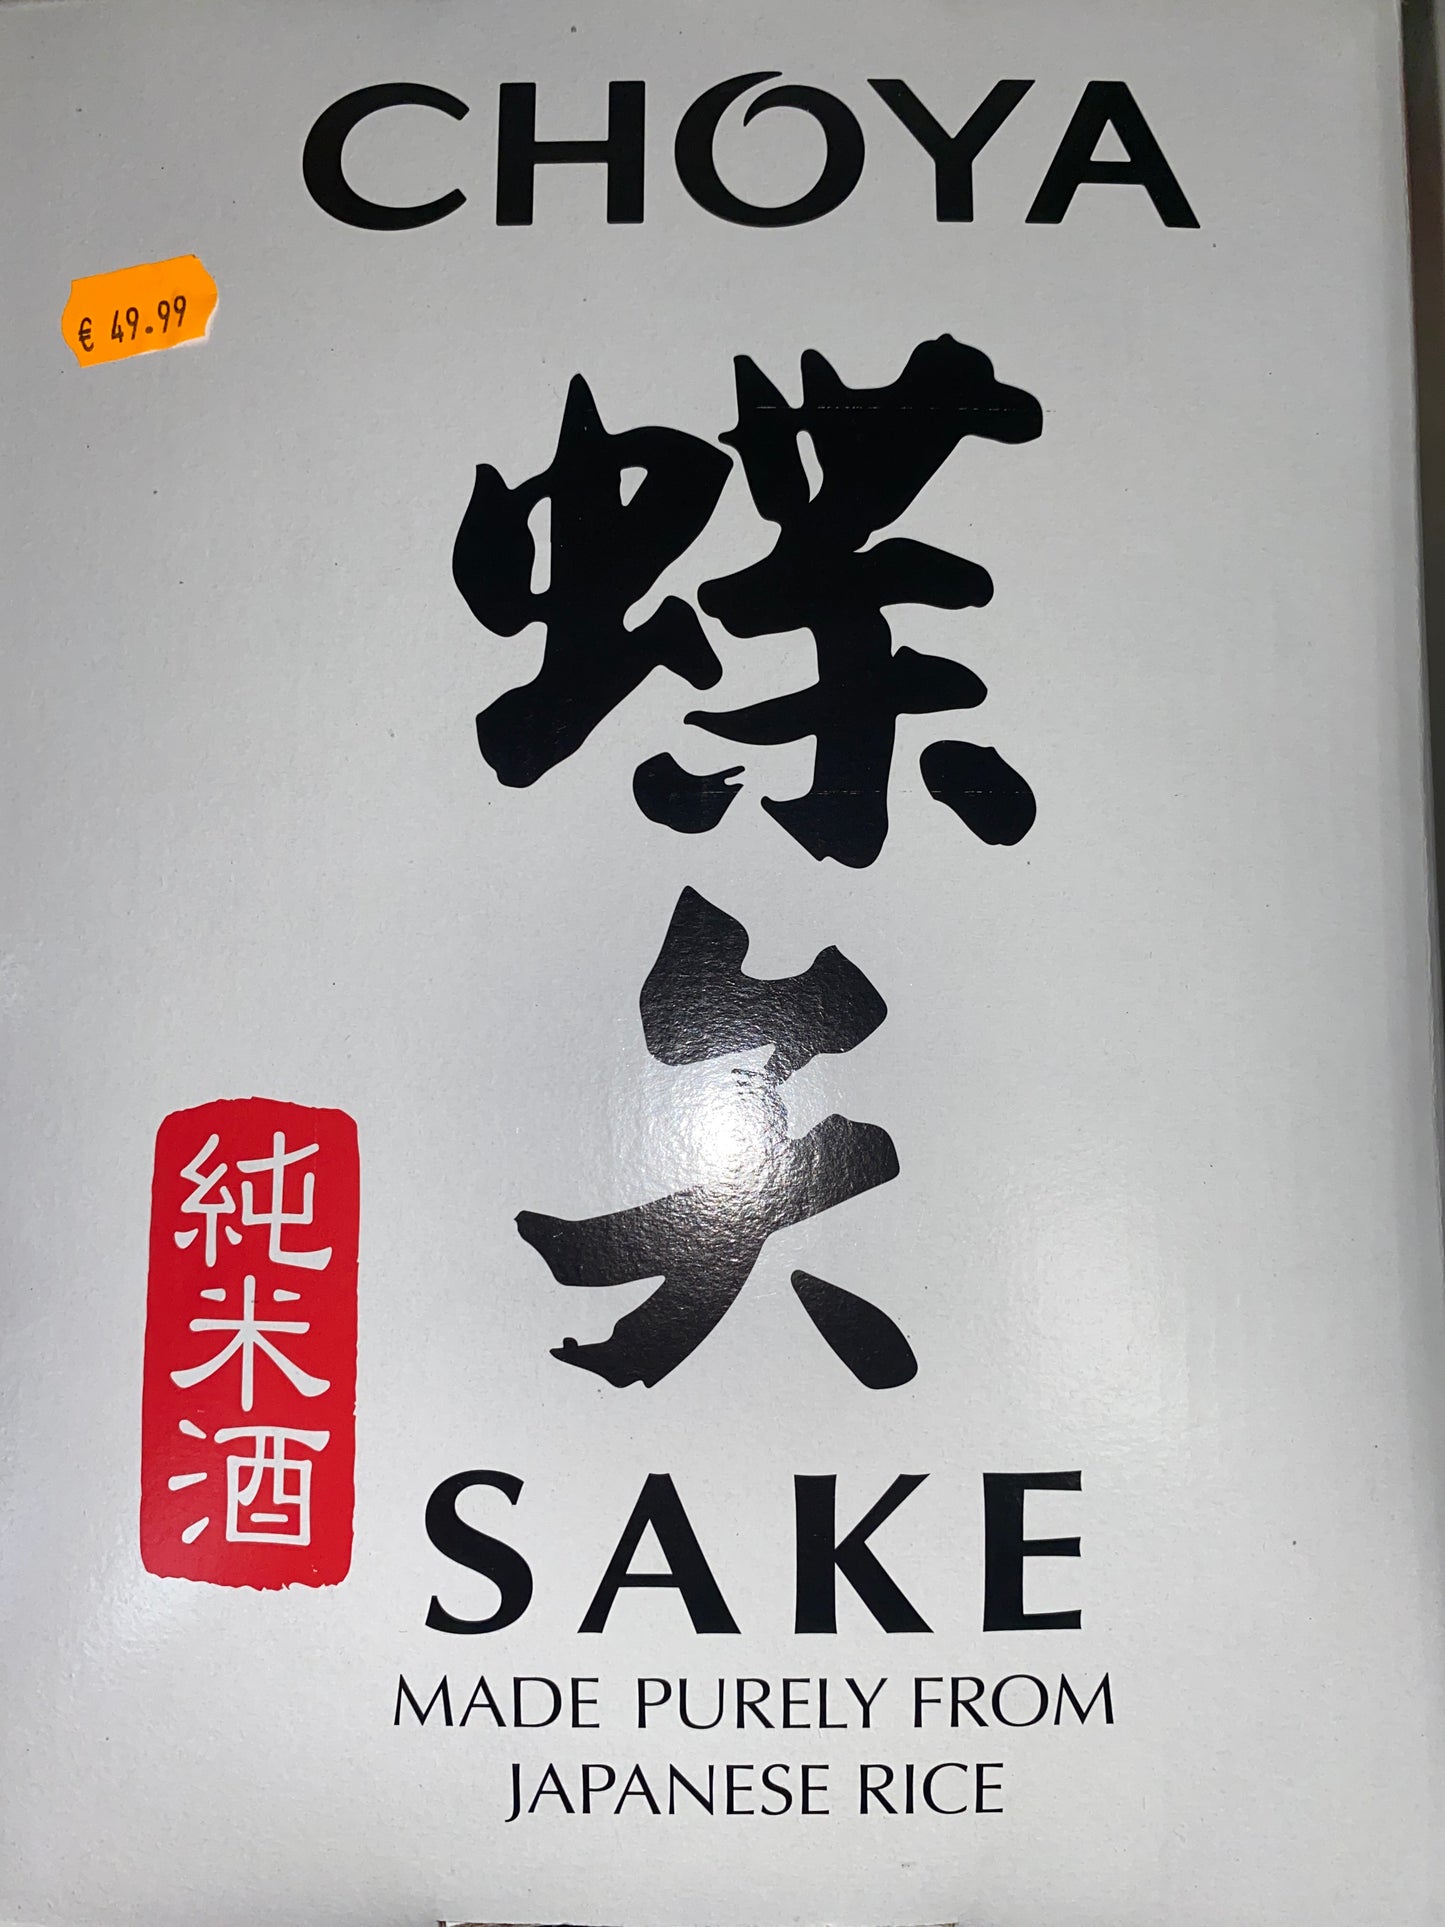 CHOYA
€ 49.99
蝶
矢
純
米
酒
SAKE
MADE PURELY FROM
JAPANESE RICE